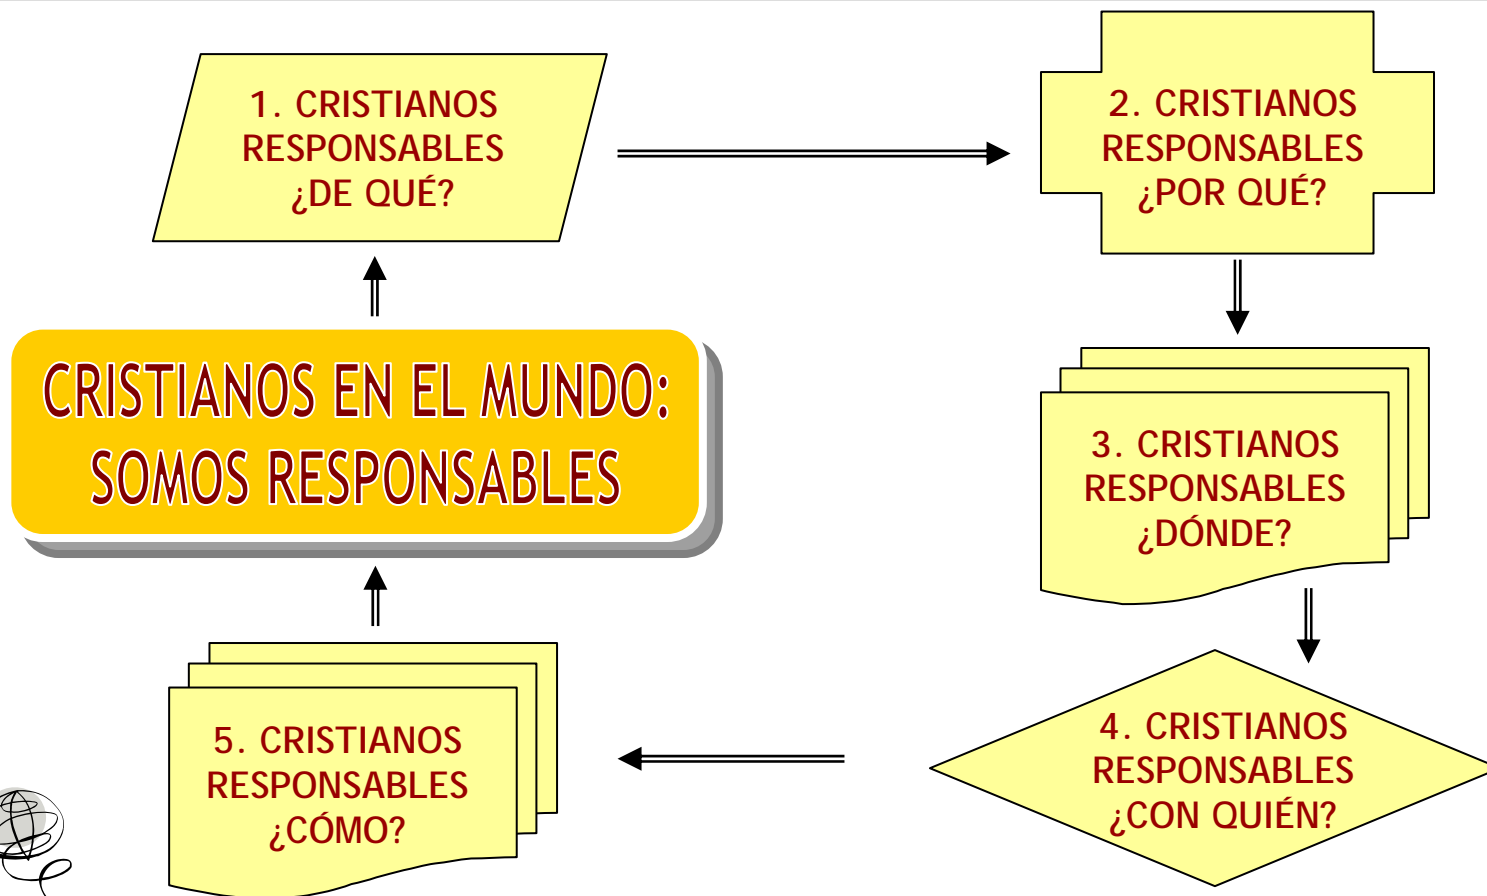 1. CRISTIANOS
RESPONSABLES
¿DE QUÉ?
2. CRISTIANOS
RESPONSABLES
¿POR QUÉ?
CRISTIANOS EN EL MUNDO:
SOMOS RESPONSABLES
3. CRISTIANOS
RESPONSABLES
¿DÓNDE?
4. CRISTIANOS
RESPONSABLES
¿CON QUIÉN?
5. CRISTIANOS
RESPONSABLES
¿CÓMO?